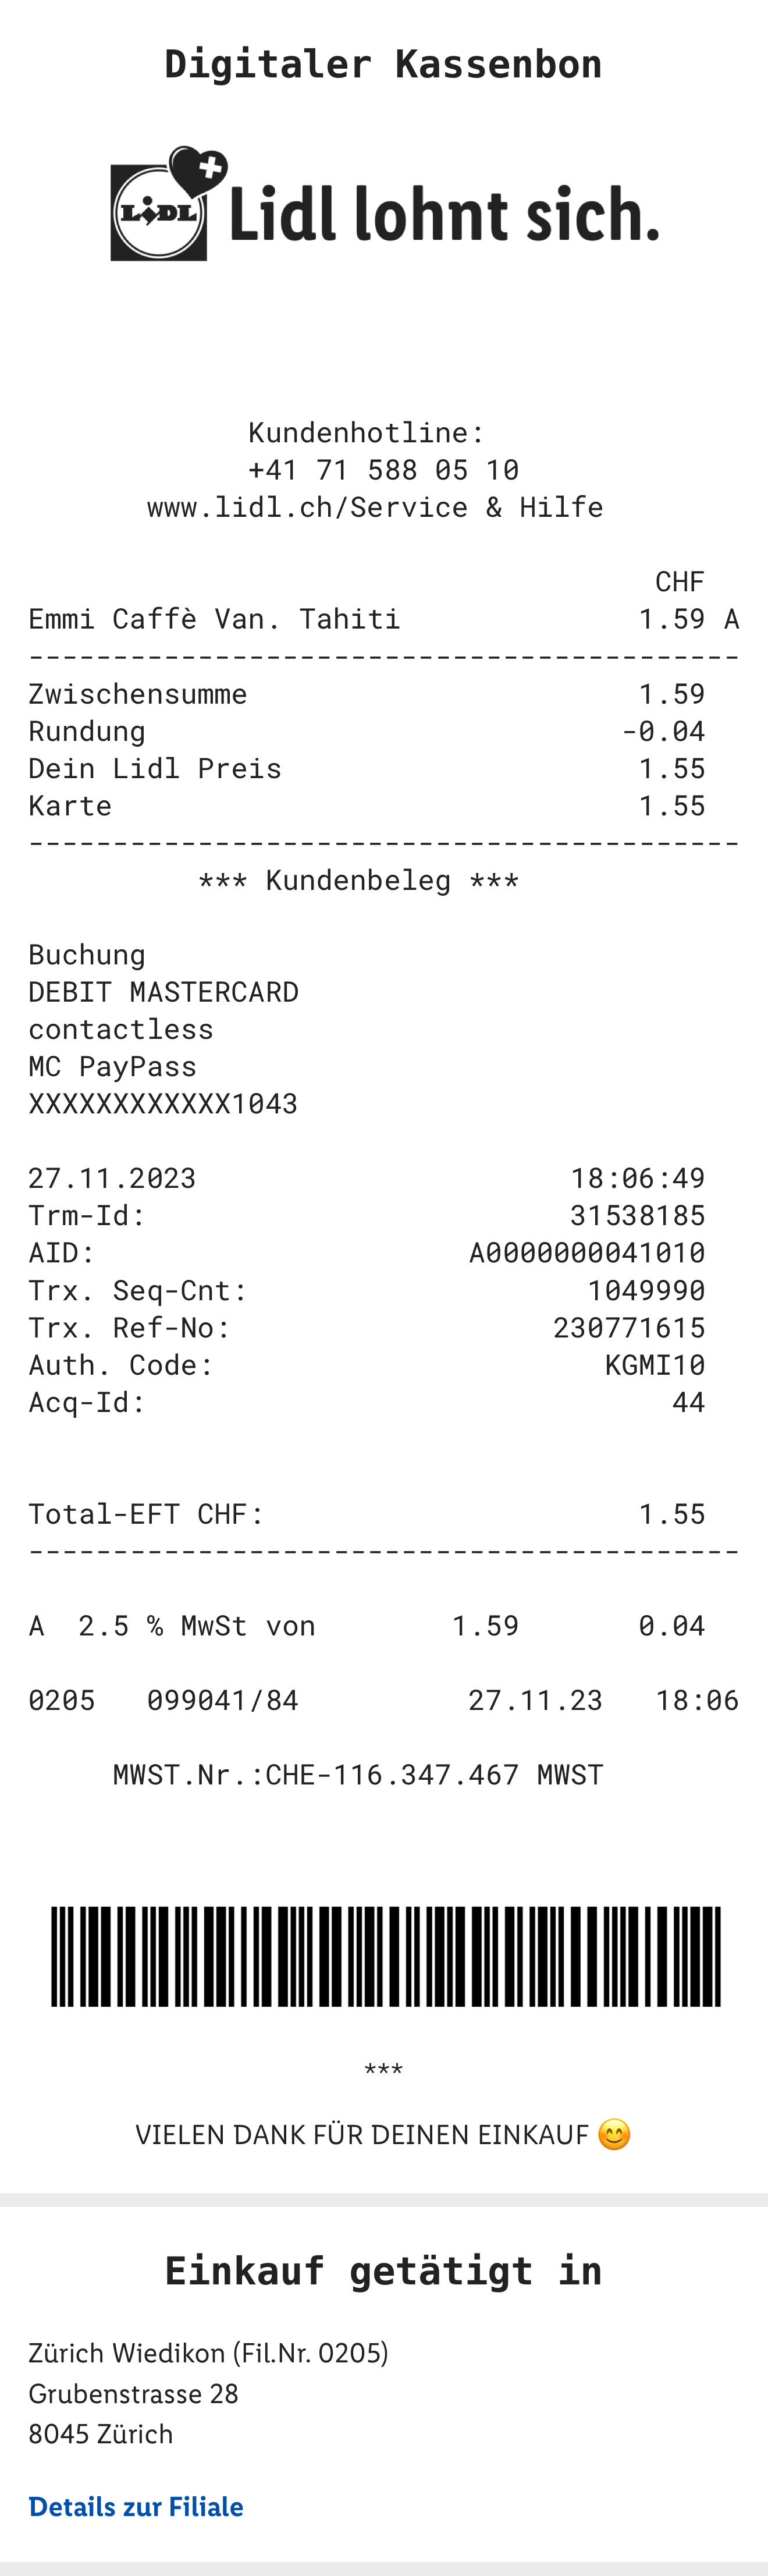 Digitaler Kassenbon
LIDL Lidl lohnt sich.
Kundenhotline:
+41 71 588 05 10
www.lidl.ch/Service & Hilfe
CHF
Emmi Caffè Van. Tahiti 1.59 A
------------------------------------------
Zwischensumme 1.59
Rundung -0.04
Dein Lidl Preis 1.55
Karte 1.55
------------------------------------------
*** Kundenbeleg ***
Buchung
DEBIT MASTERCARD
contactless
MC PayPass
XXXXXXXXXXXX1043
27.11.2023 18:06:49
Trm-Id: 31538185
AID: A0000000041010
Trx. Seq-Cnt: 1049990
Trx. Ref-No: 230771615
Auth. Code: KGMI10
Acq-Id: 44
Total-EFT CHF: 1.55
------------------------------------------
A 2.5 % MwSt von 1.59 0.04
0205 099041/84 27.11.23 18:06
MWST.Nr.:CHE-116.347.467 MWST
***
VIELEN DANK FÜR DEINEN EINKAUF 😊
Einkauf getätigt in
Zürich Wiedikon (Fil.Nr. 0205)
Grubenstrasse 28
8045 Zürich
Details zur Filiale